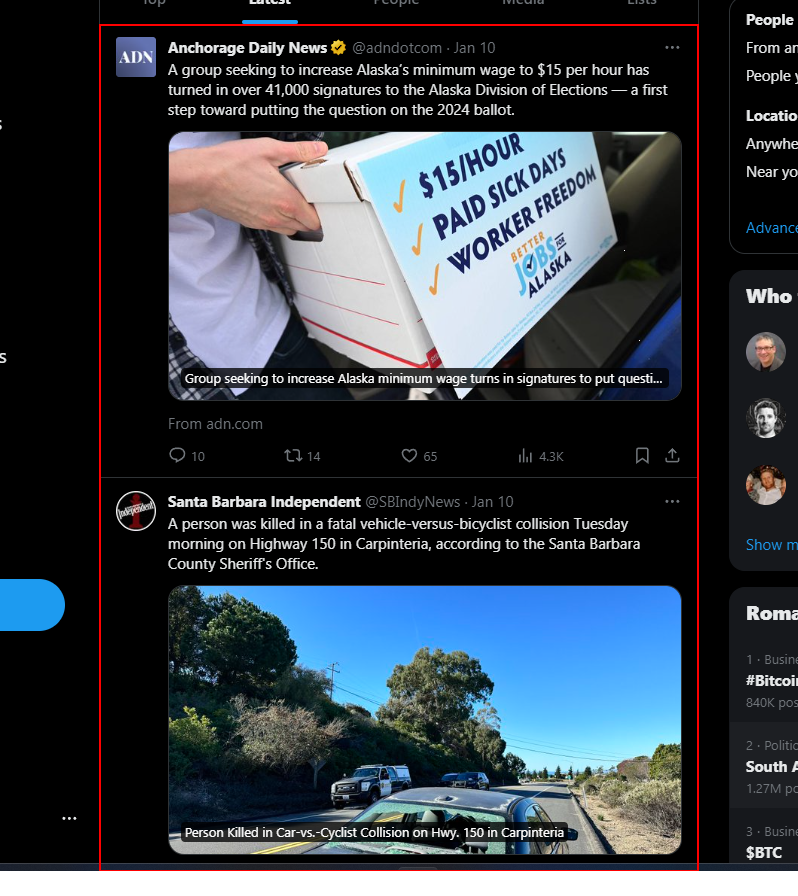 Top Latest People Media Lists
ADN
Anchorage Daily News @adndotcom · Jan 10
A group seeking to increase Alaska's minimum wage to $15 per hour has
turned in over 41,000 signatures to the Alaska Division of Elections — a first
step toward putting the question on the 2024 ballot.
$15/HOUR
PAID SICK DAYS
WORKER FREEDOM
BETTER
JOBS FOR
ALASKA
Group seeking to increase Alaska minimum wage turns in signatures to put questi...
From adn.com
10 14 65 4.3K
Independent
Santa Barbara Independent @SBIndyNews · Jan 10
A person was killed in a fatal vehicle-versus-bicyclist collision Tuesday
morning on Highway 150 in Carpinteria, according to the Santa Barbara
County Sheriff's Office.
Person Killed in Car-vs.-Cyclist Collision on Hwy. 150 in Carpinteria
s
s
People
From an
People y
Locatio
Anywhe
Near yo
Advance
Who
Show m
Roma
1 · Busine
#Bitcoi
840K pos
2 · Politic
South A
1.27M po
3 · Busine
$BTC